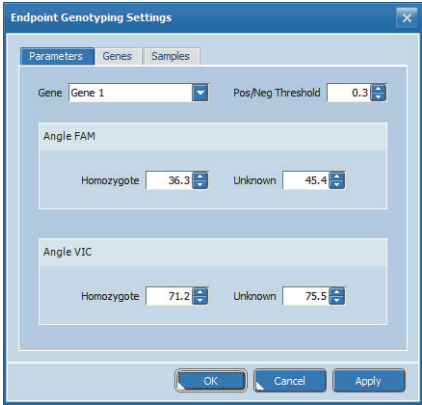 Endpoint Genotyping Settings
Parameters Genes Samples
Gene Gene 1 Pos/Neg Threshold 0.3
Angle FAM
Homozygote 36.3 Unknown 45.4
Angle VIC
Homozygote 71.2 Unknown 75.5
OK Cancel Apply